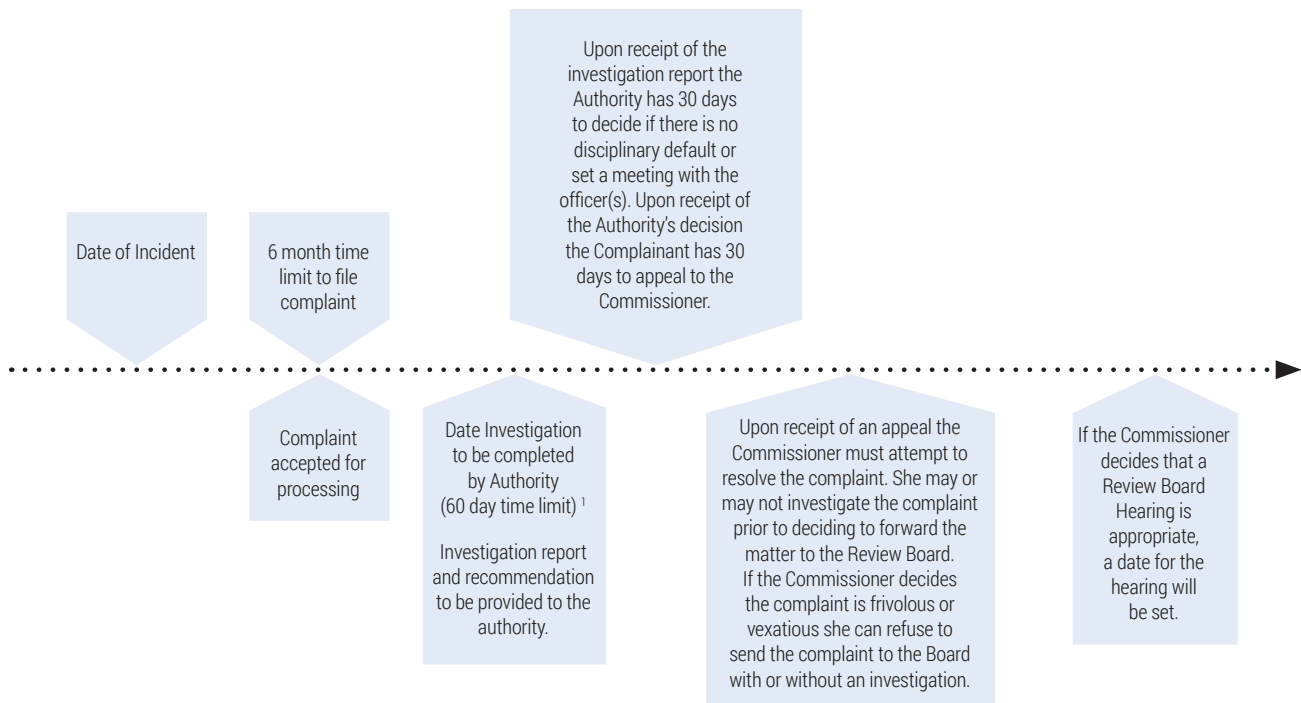 Date of Incident
6 month time
limit to file
complaint
Complaint
accepted for
processing
Date Investigation
to be completed
by Authority
(60 day time limit) ¹
Investigation report
and recommendation
to be provided to the
authority.
Upon receipt of the
investigation report the
Authority has 30 days
to decide if there is no
disciplinary default or
set a meeting with the
officer(s). Upon receipt of
the Authority’s decision
the Complainant has 30
days to appeal to the
Commissioner.
Upon receipt of an appeal the
Commissioner must attempt to
resolve the complaint. She may or
may not investigate the complaint
prior to deciding to forward the
matter to the Review Board.
If the Commissioner decides
the complaint is frivolous or
vexatious she can refuse to
send the complaint to the Board
with or without an investigation.
If the Commissioner
decides that a
Review Board
Hearing is
appropriate,
a date for the
hearing will
be set.